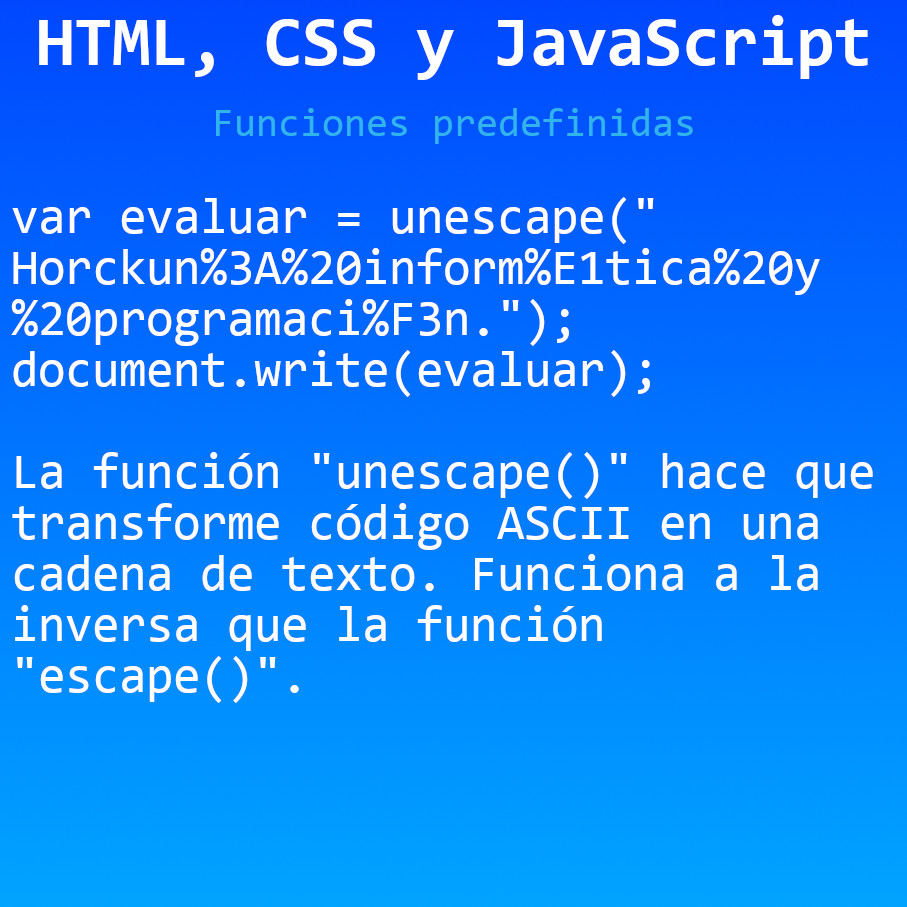 HTML, CSS y JavaScript
Funciones predefinidas
var evaluar = unescape("
Horckun%3A%20inform%E1tica%20y
%20programaci%F3n.");
document.write(evaluar);
La función "unescape()" hace que
transforme código ASCII en una
cadena de texto. Funciona a la
inversa que la función
"escape()".